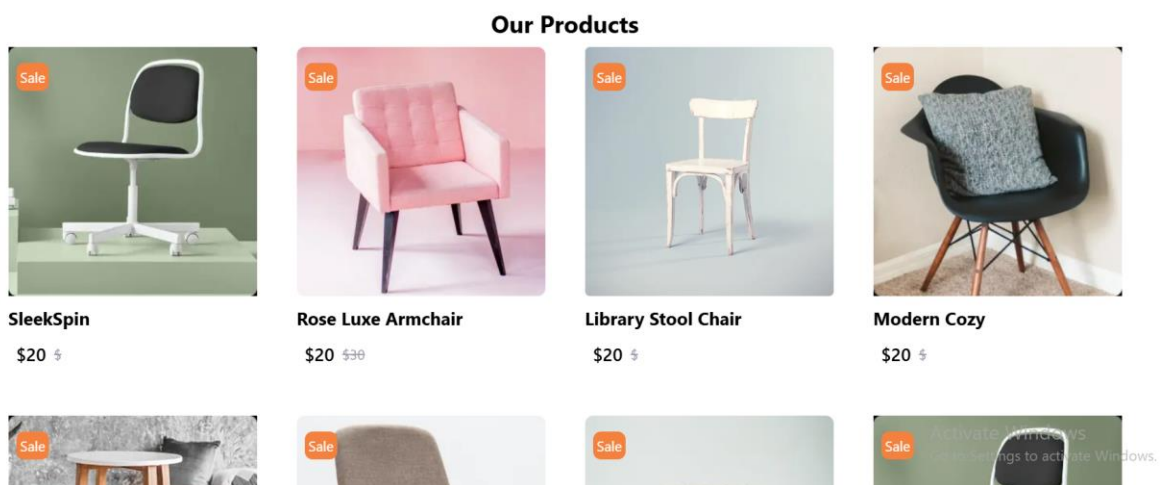 Our Products
Sale
Sale
Sale
Sale
SleekSpin
Rose Luxe Armchair
Library Stool Chair
Modern Cozy
$20 $
$20 $30
$20 $
$20 $
Sale
Sale
Sale
Sale
Activate Windows
Go to Settings to activate Windows.